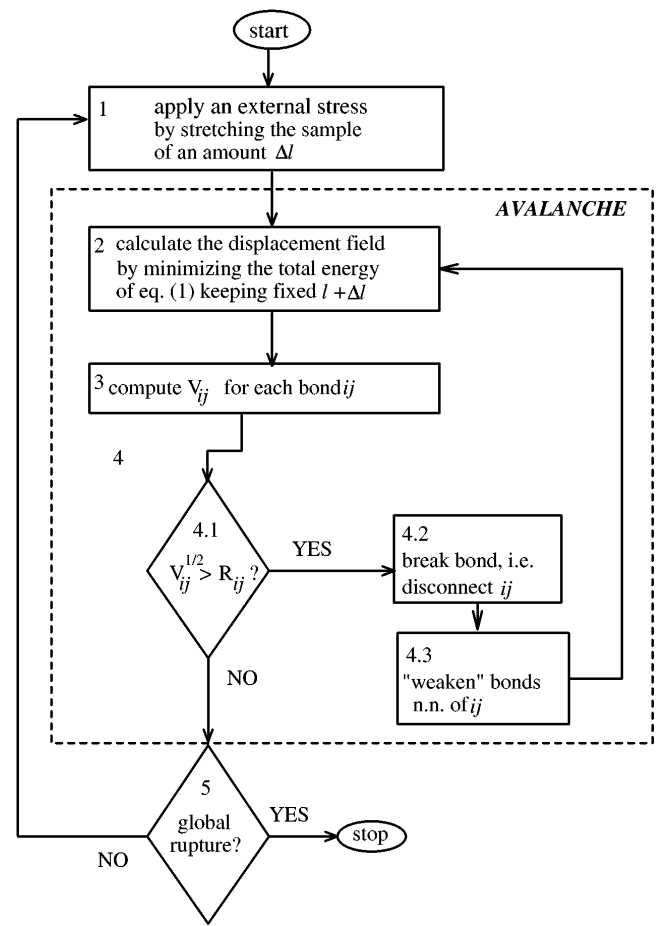 start
1 apply an external stress
by stretching the sample
of an amount Δl
AVALANCHE
2 calculate the displacement field
by minimizing the total energy
of eq. (1) keeping fixed l + Δl
3 compute V_ij for each bond ij
4
4.1
V_ij^1/2 > R_ij ?
YES
4.2
break bond, i.e.
disconnect ij
4.3
"weaken" bonds
n.n. of ij
NO
5
global
rupture?
YES
stop
NO